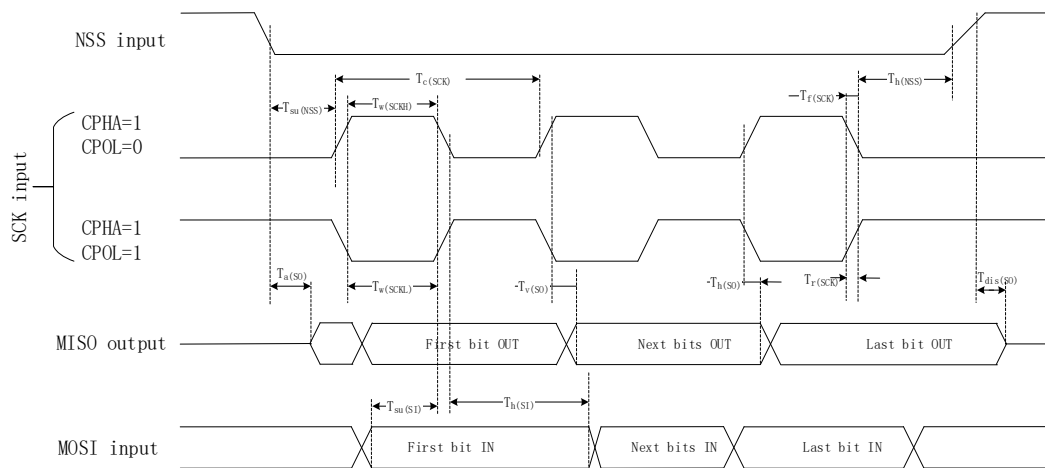 NSS input
Tc(SCK)
Th(NSS)
Tsu(NSS)
Tw(SCKH)
Tf(SCK)
SCK input
CPHA=1
CPOL=0
CPHA=1
CPOL=1
Ta(SO)
Tw(SCKL)
Tv(SO)
Th(SO)
Tr(SCK)
Tdis(SO)
MISO output
First bit OUT
Next bits OUT
Last bit OUT
Tsu(SI)
Th(SI)
MOSI input
First bit IN
Next bits IN
Last bit IN